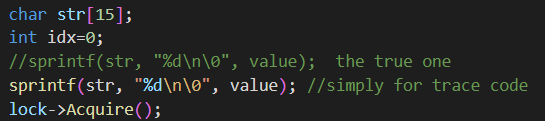 char str[15];
int idx=0;
//sprintf(str, "%d\n\0", value);  the true one
sprintf(str, "%d\n\0", value); //simply for trace code
lock->Acquire();